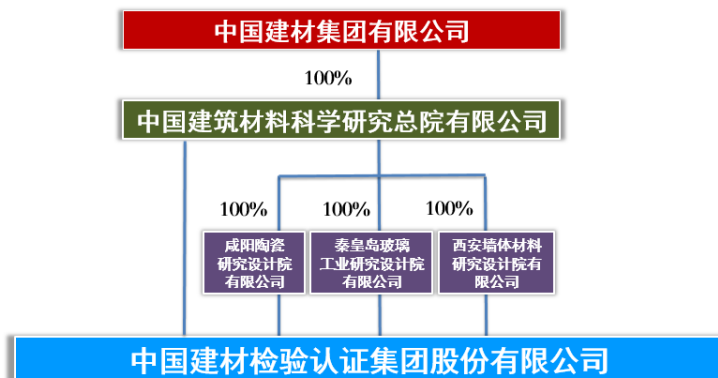 中国建材集团有限公司
100%
中国建筑材料科学研究总院有限公司
100%
100%
100%
咸阳陶瓷
研究设计院
有限公司
秦皇岛玻璃
工业研究设计院
有限公司
西安墙体材料
研究设计院有
限公司
中国建材检验认证集团股份有限公司